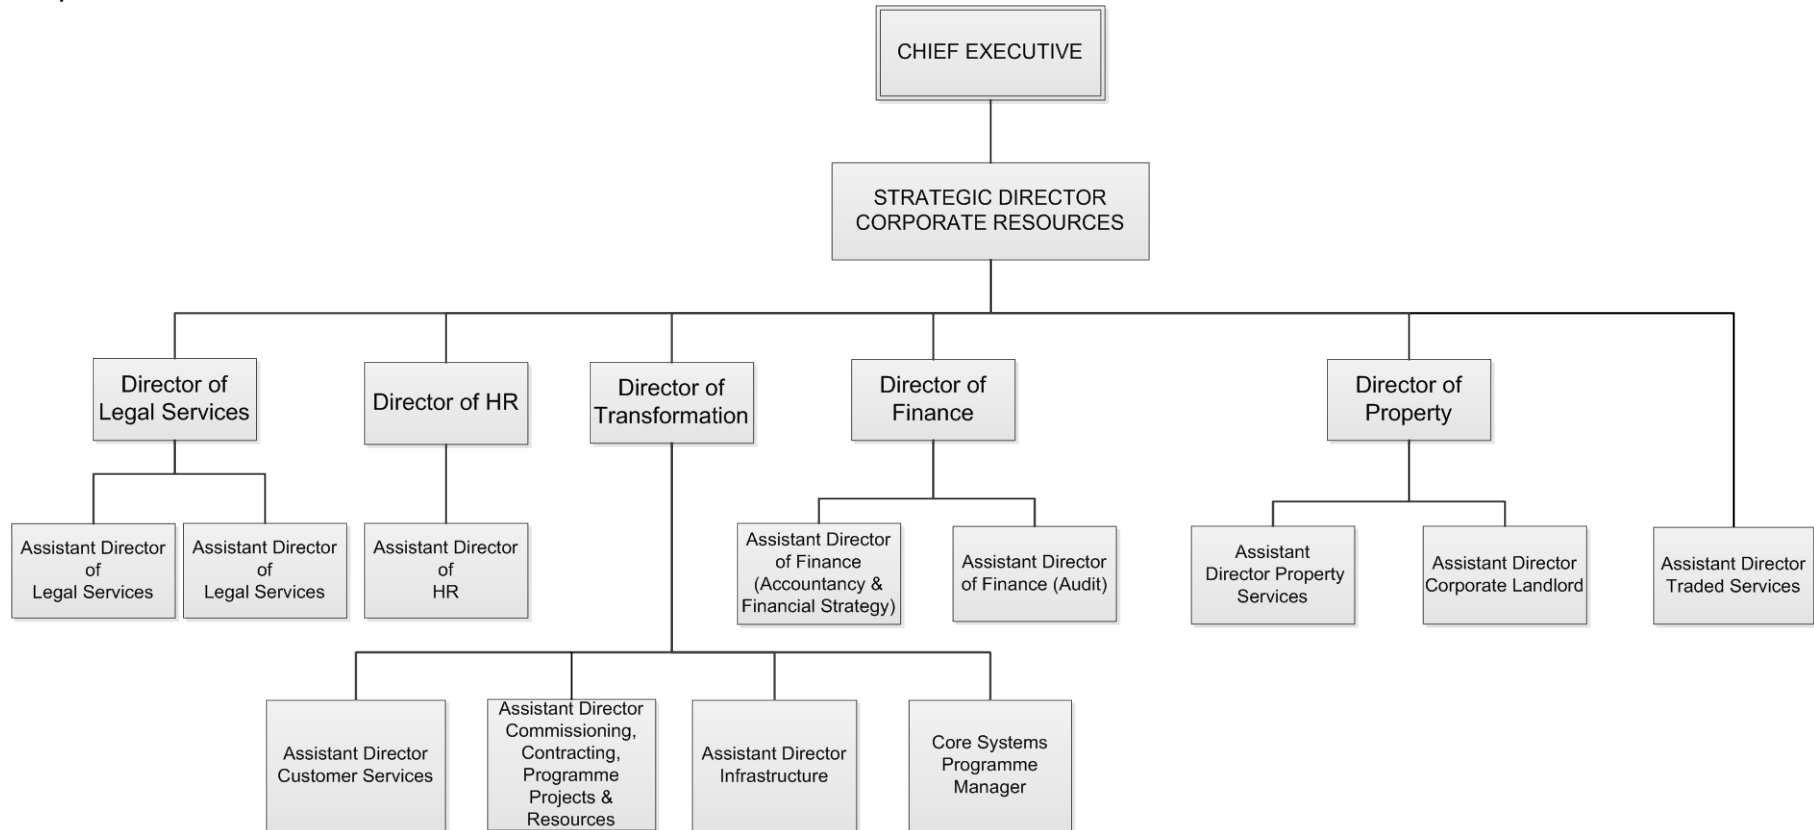 CHIEF EXECUTIVE
STRATEGIC DIRECTOR
CORPORATE RESOURCES
Director of
Legal Services
Director of HR
Director of
Transformation
Director of
Finance
Director of
Property
Assistant Director
of
Legal Services
Assistant Director
of
Legal Services
Assistant Director
of
HR
Assistant Director
of Finance
(Accountancy &
Financial Strategy)
Assistant Director
of Finance (Audit)
Assistant
Director Property
Services
Assistant Director
Corporate Landlord
Assistant Director
Traded Services
Assistant Director
Customer Services
Assistant Director
Commissioning,
Contracting,
Programme
Projects &
Resources
Assistant Director
Infrastructure
Core Systems
Programme
Manager